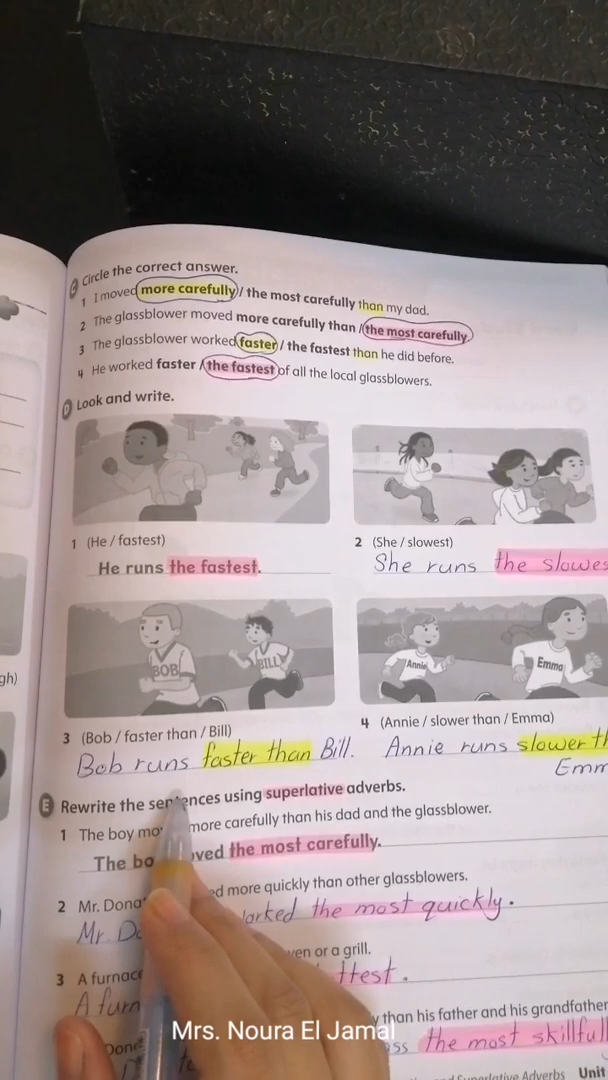 C Circle the correct answer.
1 I moved more carefully / the most carefully than my dad.
2 The glassblower moved more carefully than / the most carefully.
3 The glassblower worked faster / the fastest than he did before.
4 He worked faster / the fastest of all the local glassblowers.
D Look and write.
1 (He / fastest)
He runs the fastest.
2 (She / slowest)
She runs the slowes
BOB
BILLY
Annie
Emma
gh)
3 (Bob / faster than / Bill)
Bob runs faster than Bill.
4 (Annie / slower than / Emma)
Annie runs slower th
Emm
E Rewrite the sentences using superlative adverbs.
1 The boy mo more carefully than his dad and the glassblower.
The bo oved the most carefully.
2 Mr. Dona ed more quickly than other glassblowers.
Mr. Do orked the most quickly.
3 A furnace ven or a grill.
A furn ttest.
Done y than his father and his grandfather
ss the most skillfull
Superlative Adverbs Unit
Mrs. Noura El Jamal